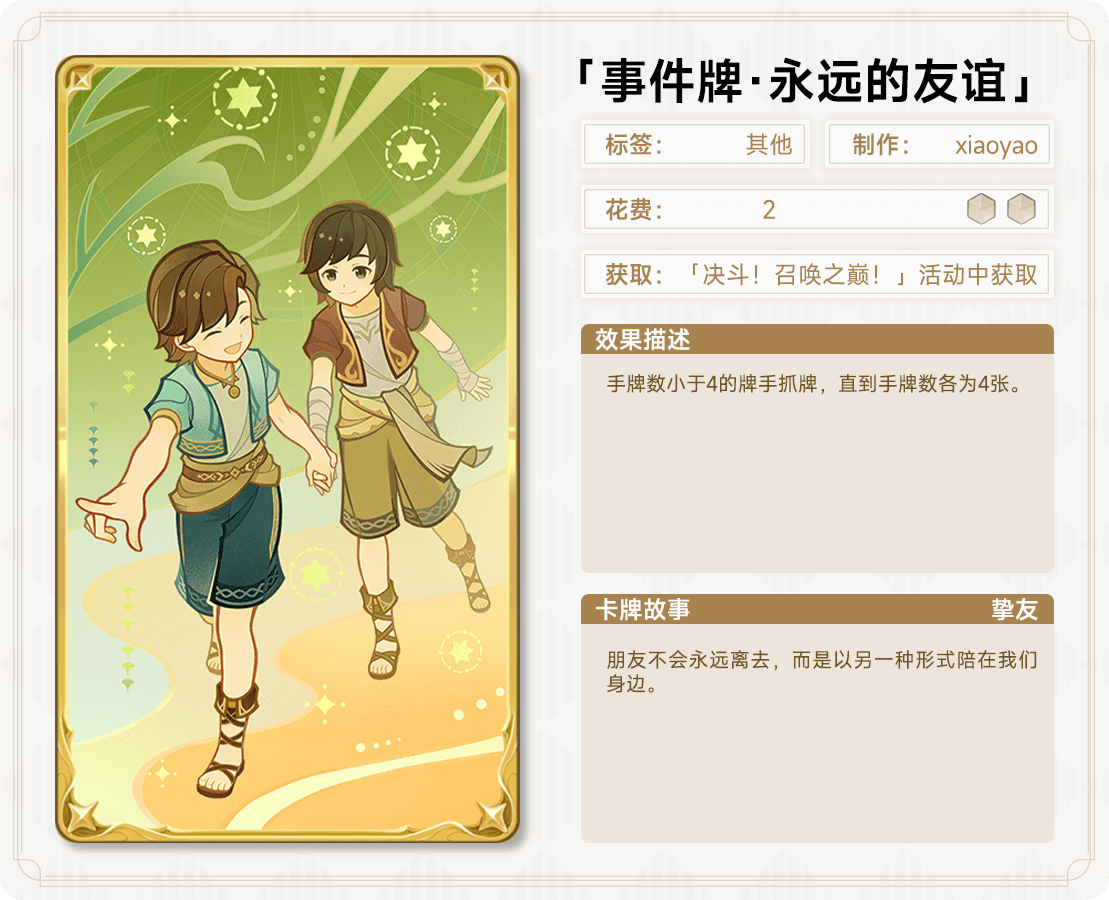 「事件牌·永远的友谊」
标签： 其他 制作： xiaoyao
花费： 2
获取： 「决斗！召唤之巅！」活动中获取
效果描述
手牌数小于4的牌手抓牌，直到手牌数各为4张。
卡牌故事 挚友
朋友不会永远离去，而是以另一种形式陪在我们
身边。